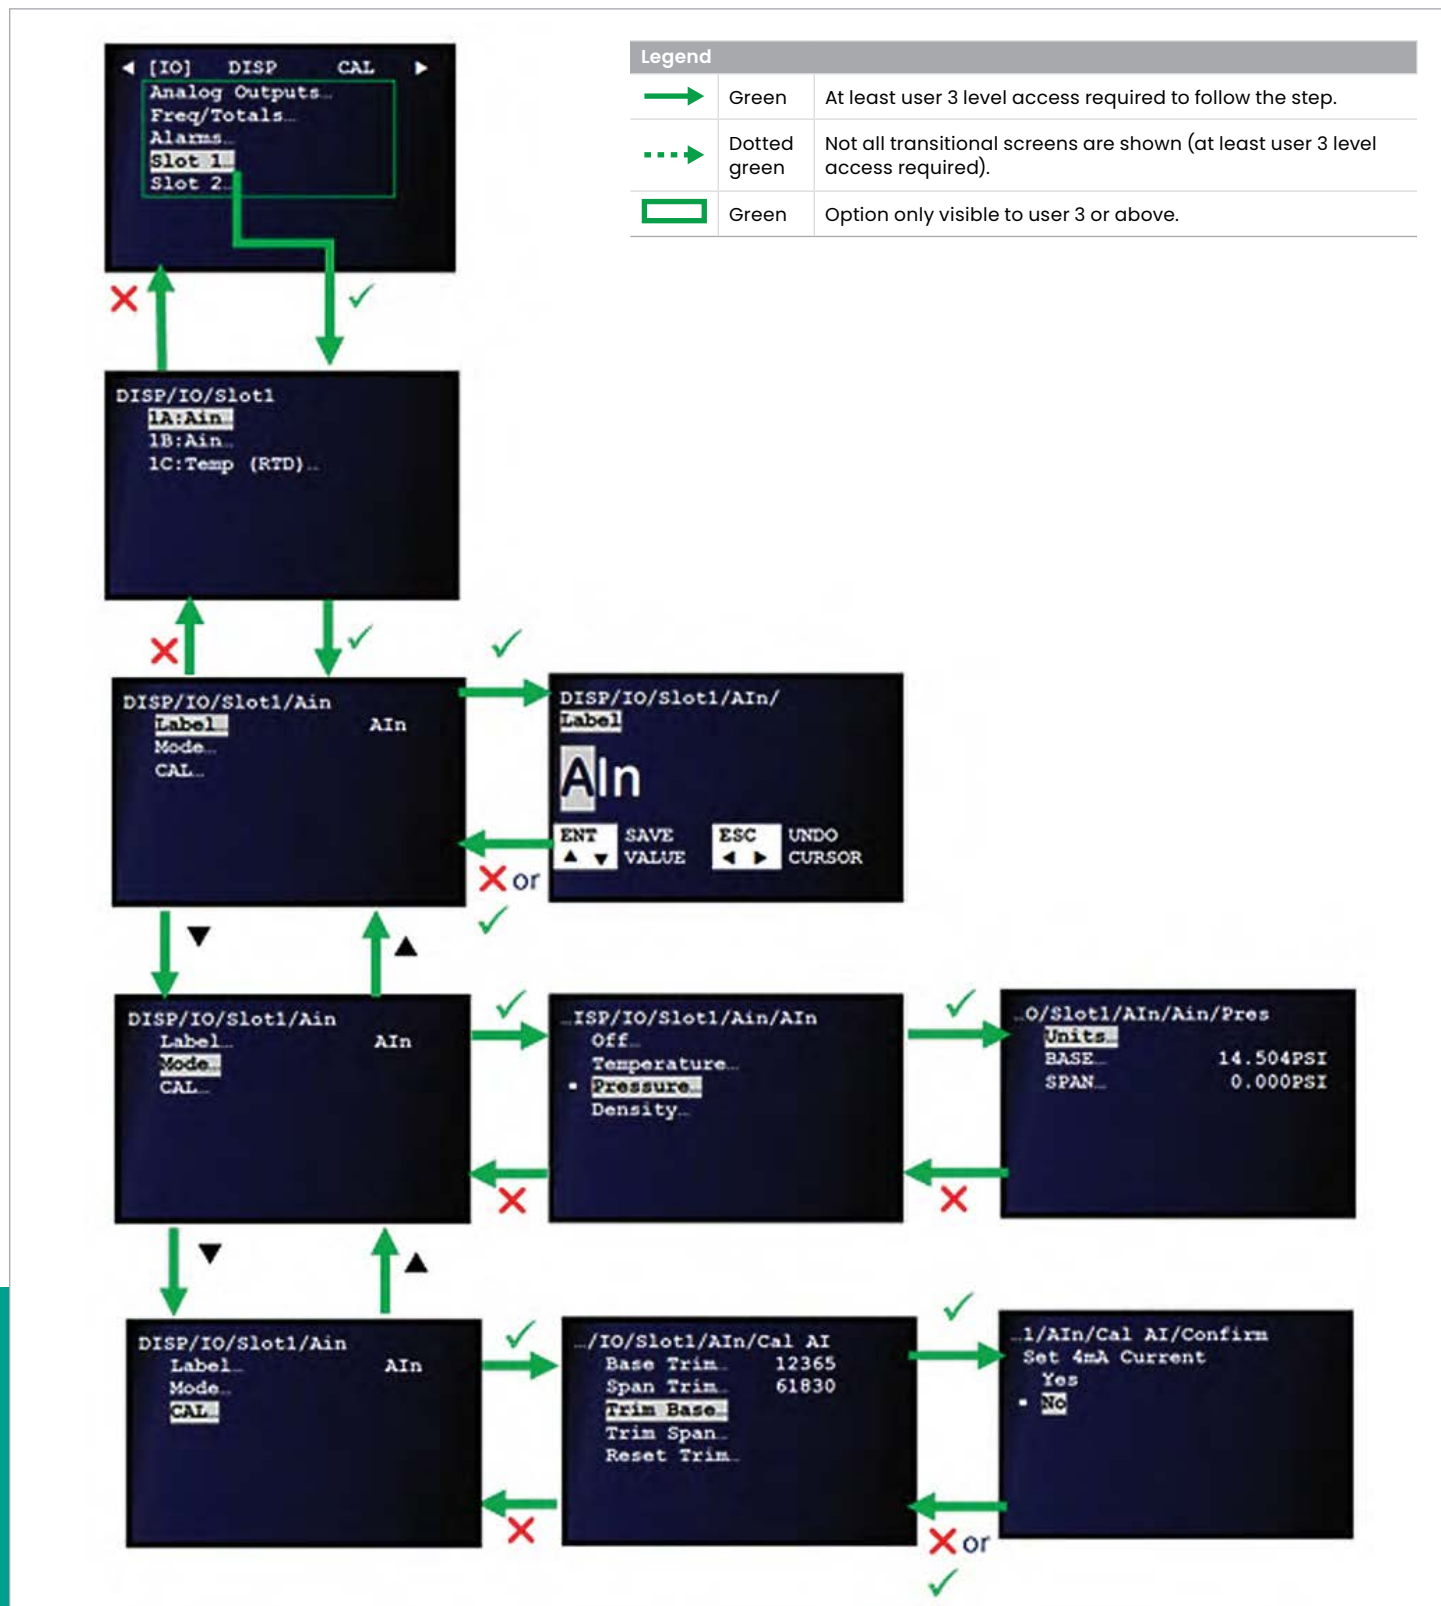 ◄ [IO] DISP CAL ►
Analog Outputs…
Freq/Totals…
Alarms…
Slot 1…
Slot 2…
Legend
Green At least user 3 level access required to follow the step.
Dotted green Not all transitional screens are shown (at least user 3 level
access required).
Green Option only visible to user 3 or above.
DISP/IO/Slot1
1A:Ain…
1B:Ain…
1C:Temp (RTD)…
DISP/IO/Slot1/Ain
Label… AIn
Mode…
CAL…
DISP/IO/Slot1/AIn/
Label
AIn
ENT SAVE ESC UNDO
▲ ▼ VALUE ◄ ► CURSOR
or
▼
▲
DISP/IO/Slot1/Ain
Label… AIn
Mode…
CAL…
…ISP/IO/Slot1/Ain/AIn
Off…
Temperature…
Pressure…
Density…
…O/Slot1/AIn/Ain/Pres
Units…
BASE… 14.504PSI
SPAN… 0.000PSI
▼
▲
DISP/IO/Slot1/Ain
Label… AIn
Mode…
CAL…
…/IO/Slot1/AIn/Cal AI
Base Trim… 12365
Span Trim… 61830
Trim Base…
Trim Span…
Reset Trim…
…1/AIn/Cal AI/Confirm
Set 4mA Current
Yes
No
or